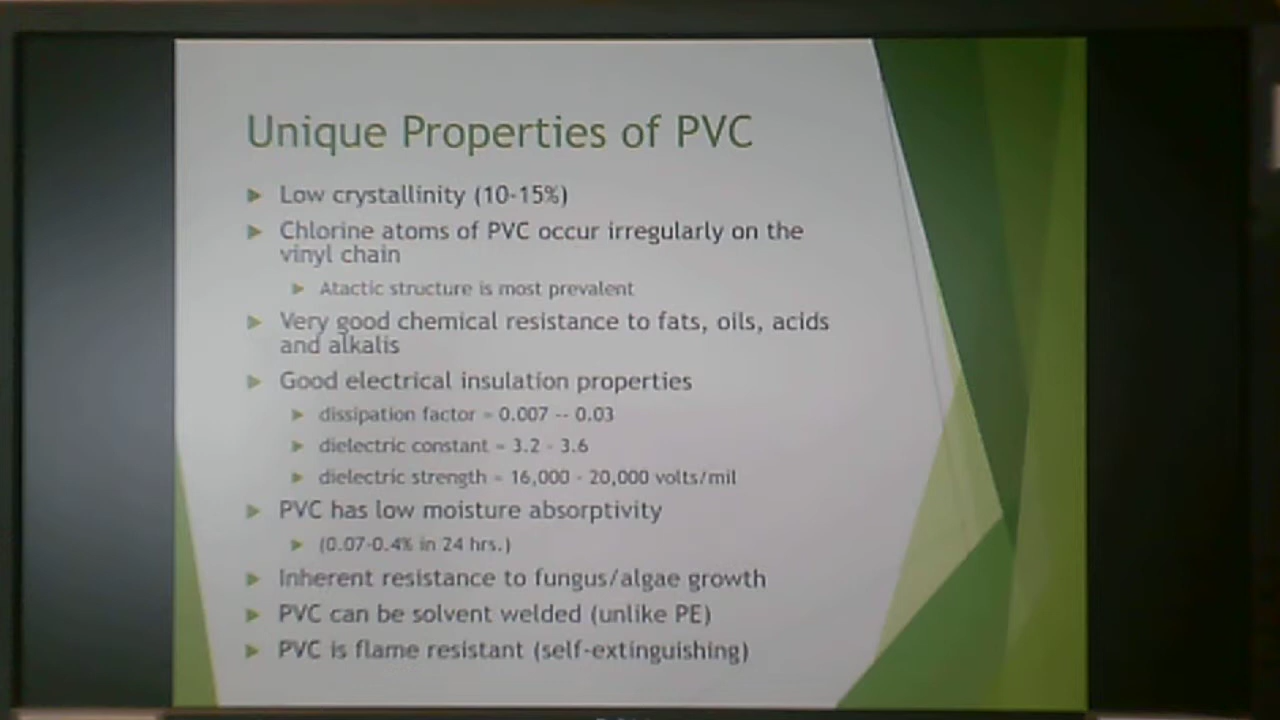 Unique Properties of PVC
Low crystallinity (10-15%)
Chlorine atoms of PVC occur irregularly on the
vinyl chain
Atactic structure is most prevalent
Very good chemical resistance to fats, oils, acids
and alkalis
Good electrical insulation properties
dissipation factor = 0.007 -- 0.03
dielectric constant = 3.2 - 3.6
dielectric strength = 16,000 - 20,000 volts/mil
PVC has low moisture absorptivity
(0.07-0.4% in 24 hrs.)
Inherent resistance to fungus/algae growth
PVC can be solvent welded (unlike PE)
PVC is flame resistant (self-extinguishing)